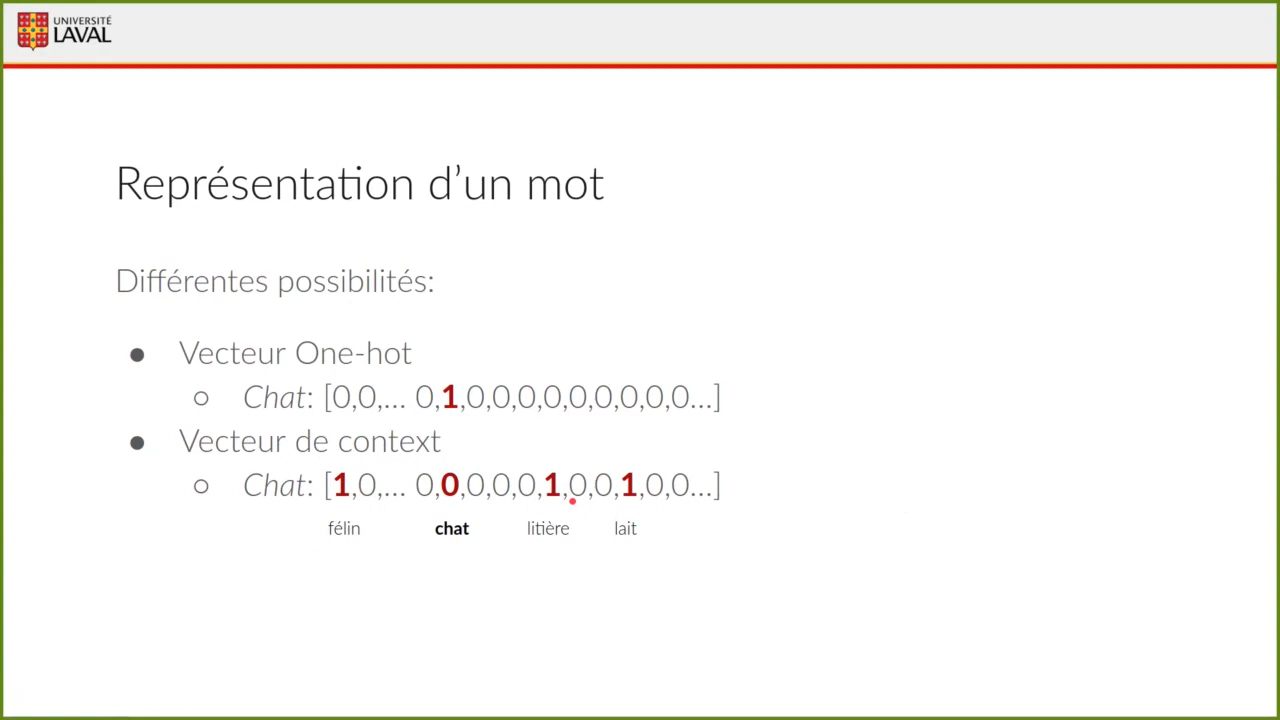 UNIVERSITÉ
LAVAL
Représentation d’un mot
Différentes possibilités:
● Vecteur One-hot
○ Chat: [0,0,... 0,1,0,0,0,0,0,0,0,0,0...]
● Vecteur de context
○ Chat: [1,0,... 0,0,0,0,0,1,0,0,1,0,0...]
félin chat litière lait